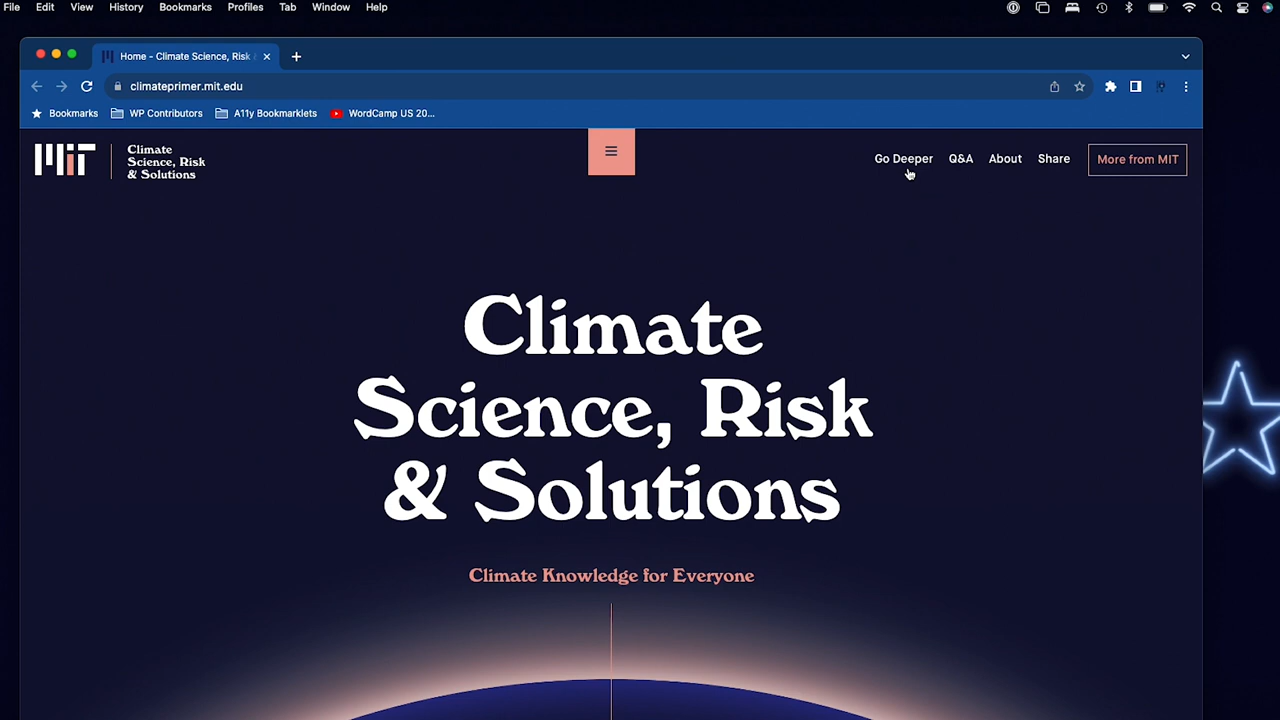 File Edit View History Bookmarks Profiles Tab Window Help
Home - Climate Science, Risk
climateprimer.mit.edu
Bookmarks WP Contributors A11y Bookmarklets WordCamp US 20...
MIT
Climate
Science, Risk
& Solutions
Go Deeper Q&A About Share More from MIT
Climate
Science, Risk
& Solutions
Climate Knowledge for Everyone